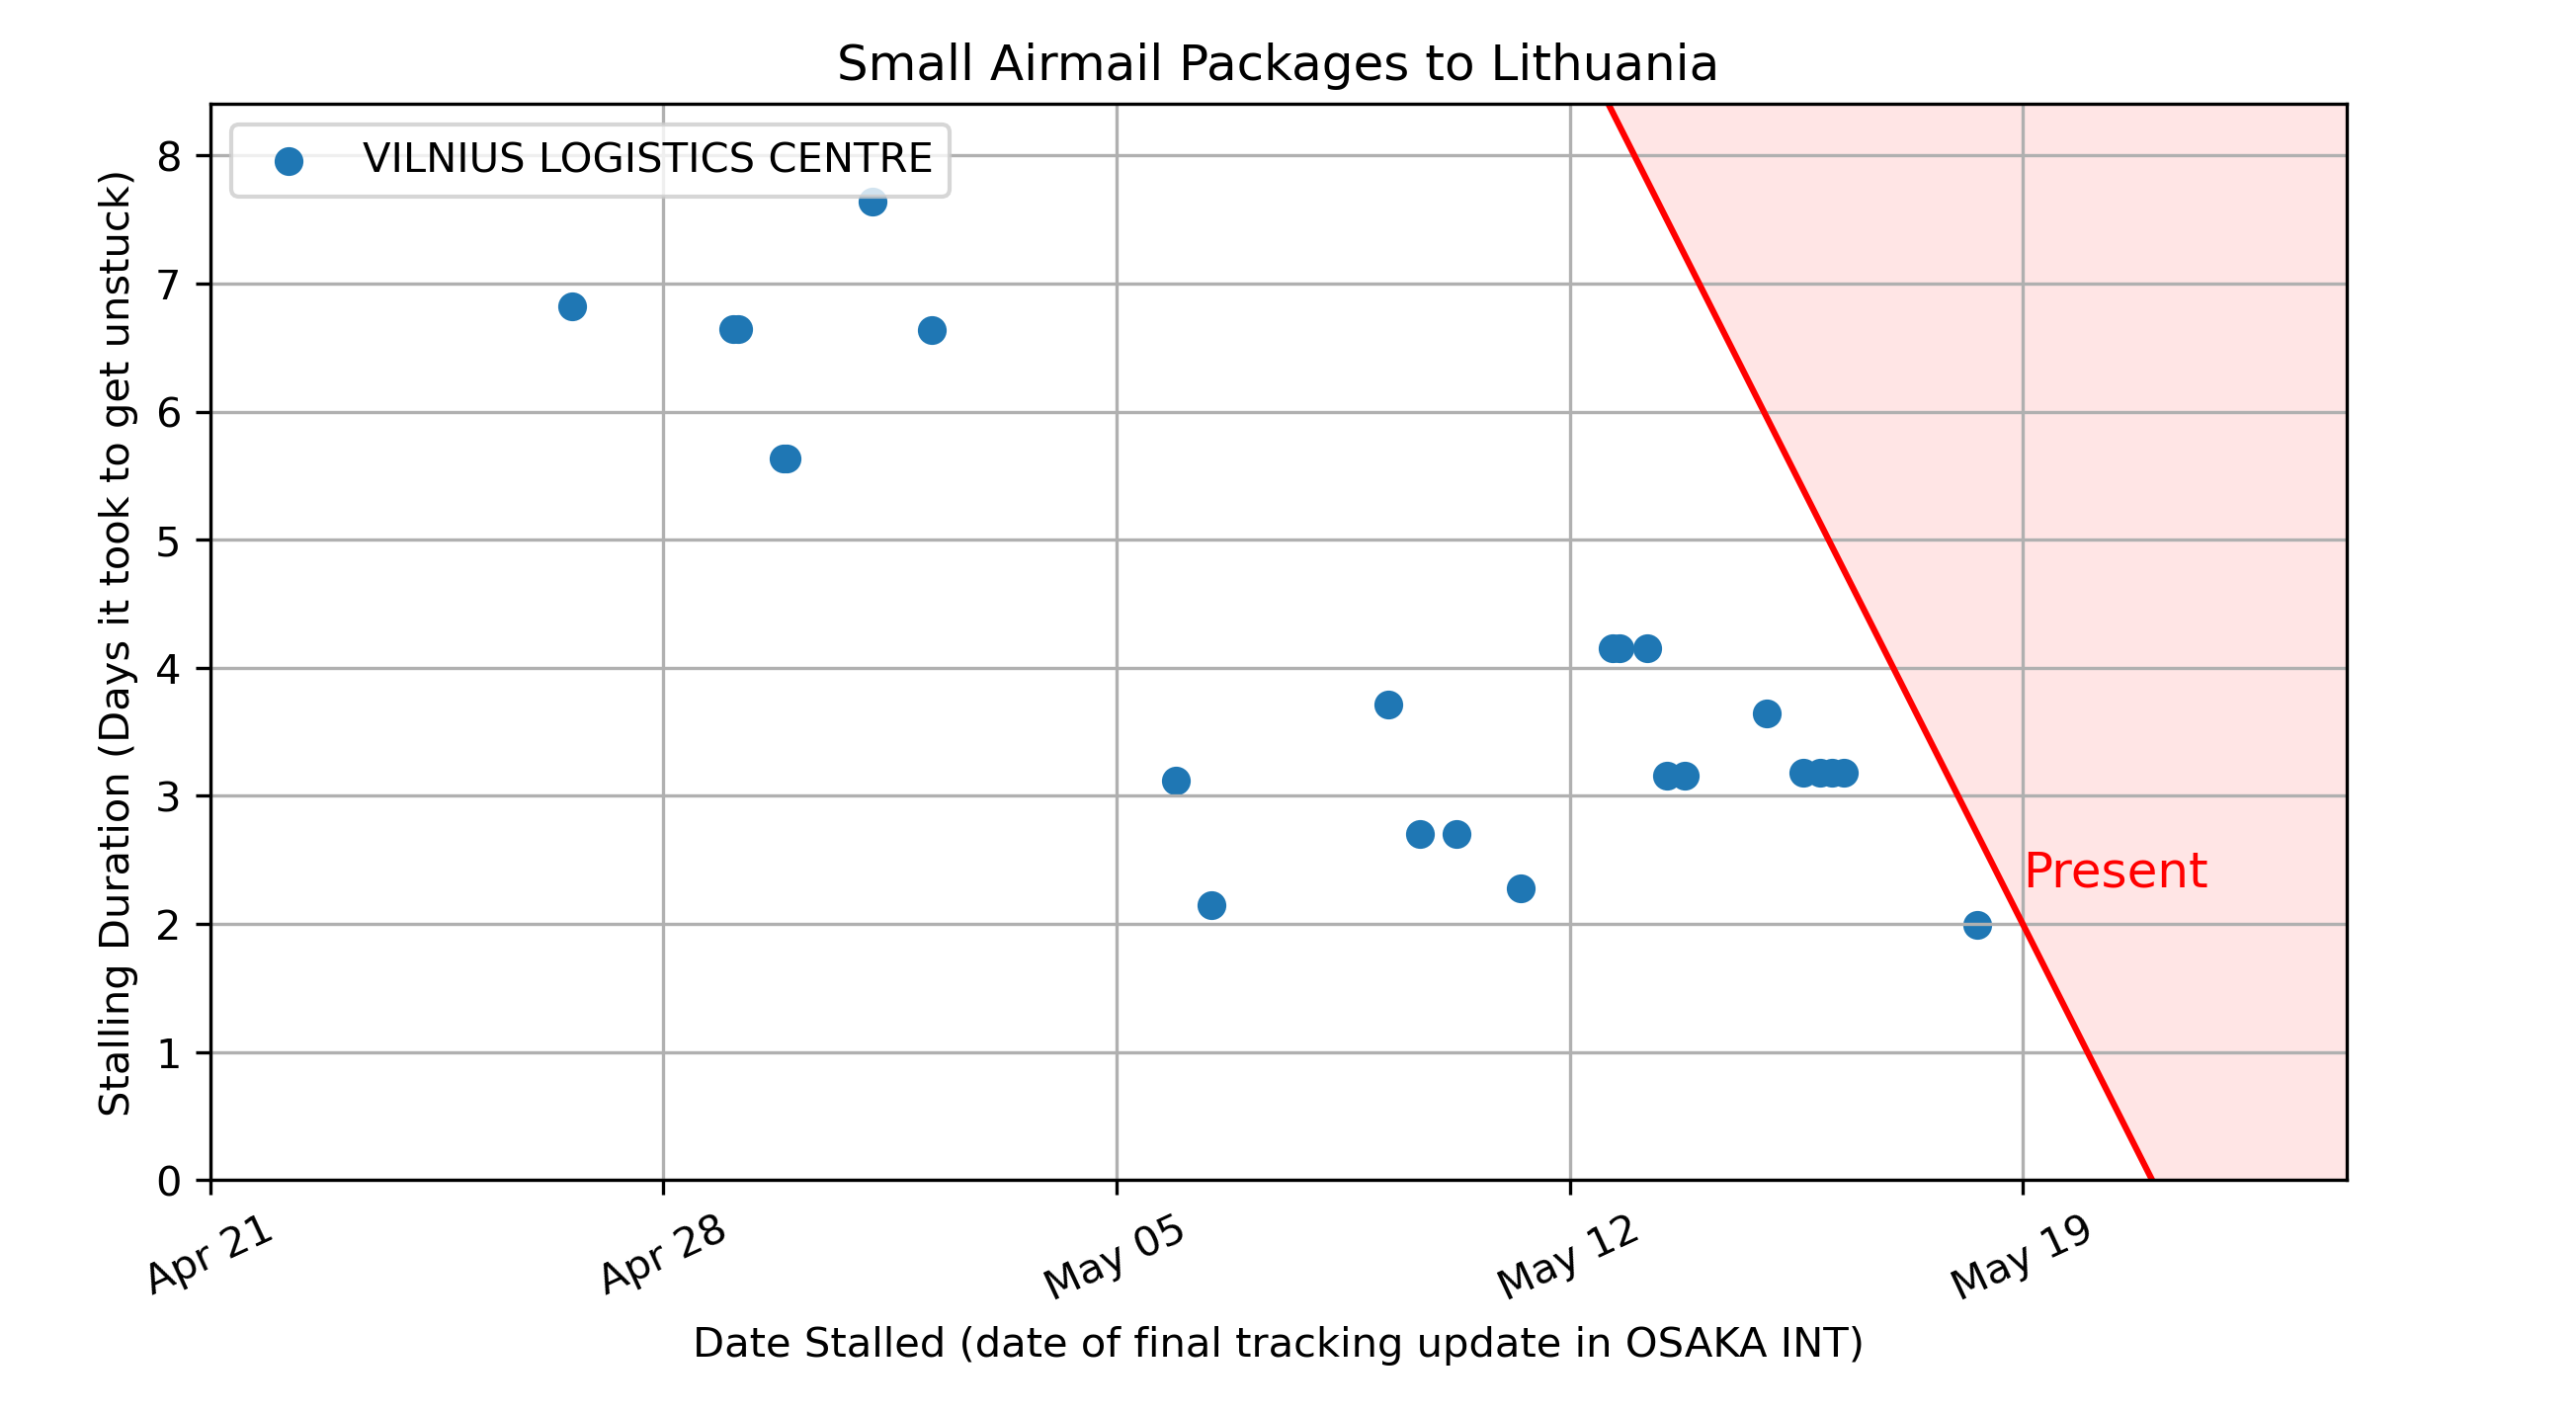 Small Airmail Packages to Lithuania
VILNIUS LOGISTICS CENTRE
Stalling Duration (Days it took to get unstuck)
8
7
6
5
4
3
2
1
0
Present
Apr 21
Apr 28
May 05
May 12
May 19
Date Stalled (date of final tracking update in OSAKA INT)